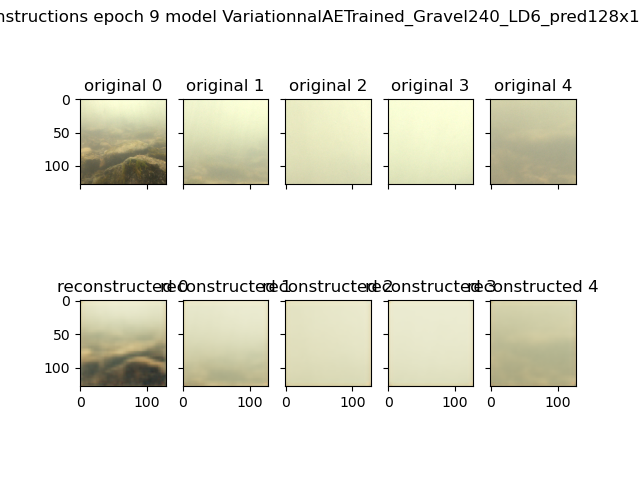 nstructions epoch 9 model VariationnalAETrained_Gravel240_LD6_pred128x1
original 0 original 1 original 2 original 3 original 4
0
50
100
reconstructed 0 reconstructed 1 reconstructed 2 reconstructed 3 reconstructed 4
0
50
100
0 100 0 100 0 100 0 100 0 100